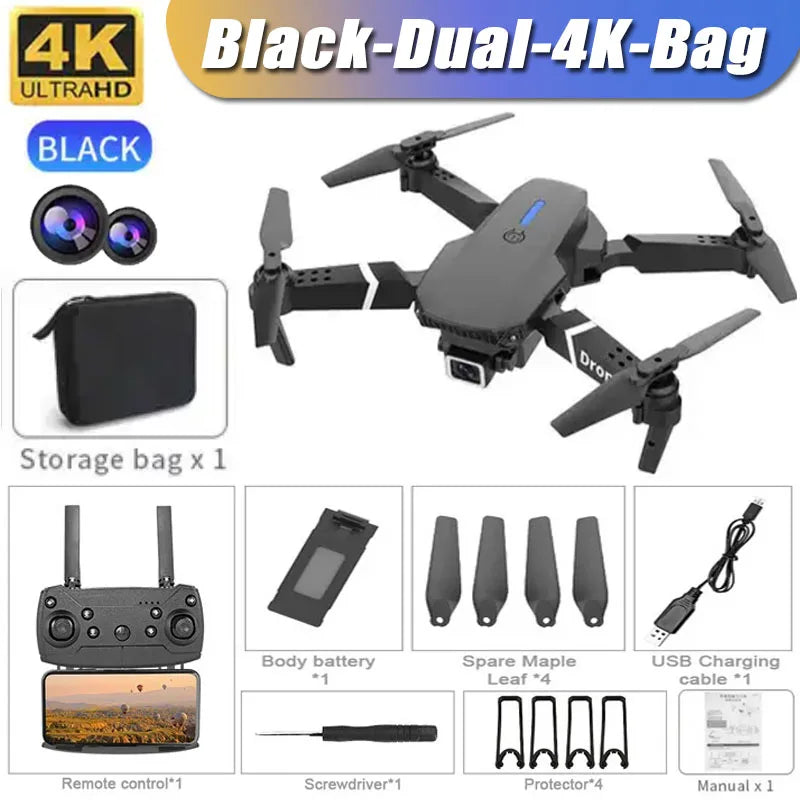 4K
ULTRAHD
Black-Dual-4K-Bag
BLACK
Storage bag x 1
Body battery
*1
Spare Maple
Leaf *4
USB Charging
cable *1
Remote control*1
Screwdriver*1
Protector*4
Manual x 1